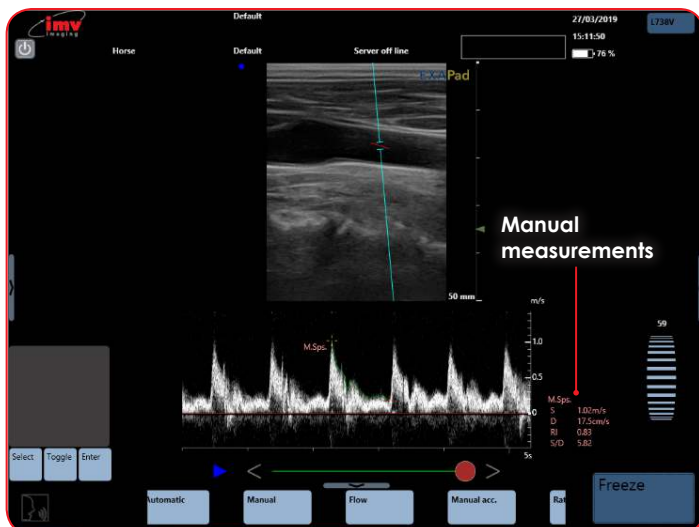 imv
imaging
Default
27/03/2019
L738V
15:11:50
76 %
Horse
Default
Server off line
EXAPad
Manual
measurements
50 mm
m/s
59
M.Sps.
1.0
0.5
0
5s
M.Sps.
S 1.02m/s
D 17.5cm/s
RI 0.83
S/D 5.82
Select Toggle Enter
Automatic
Manual
Flow
Manual acc.
Rat
Freeze